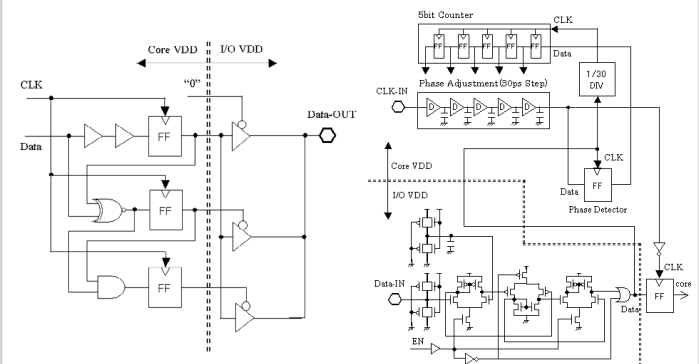 Core VDD
I/O VDD
CLK
"0"
Data-OUT
Data
FF
FF
FF
5bit Counter
CLK
FF
FF
FF
FF
FF
Data
Phase Adjustment(30ps Step)
1/30
DIV
CLK-IN
D
D
D
D
D
CLK
Core VDD
Data
FF
I/O VDD
Phase Detector
CLK
Data-IN
core
FF
Data
EN